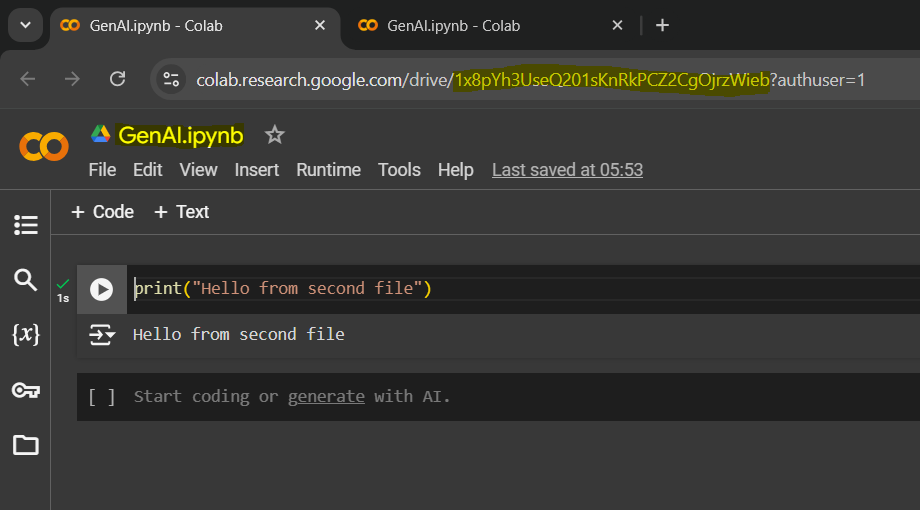 GenAI.ipynb - Colab
GenAI.ipynb - Colab
colab.research.google.com/drive/1x8pYh3UseQ201sKnRkPCZ2CgOjrzWieb?authuser=1
GenAI.ipynb
File Edit View Insert Runtime Tools Help Last saved at 05:53
+ Code + Text
print("Hello from second file")
1s
{x}
Hello from second file
[ ] Start coding or generate with AI.